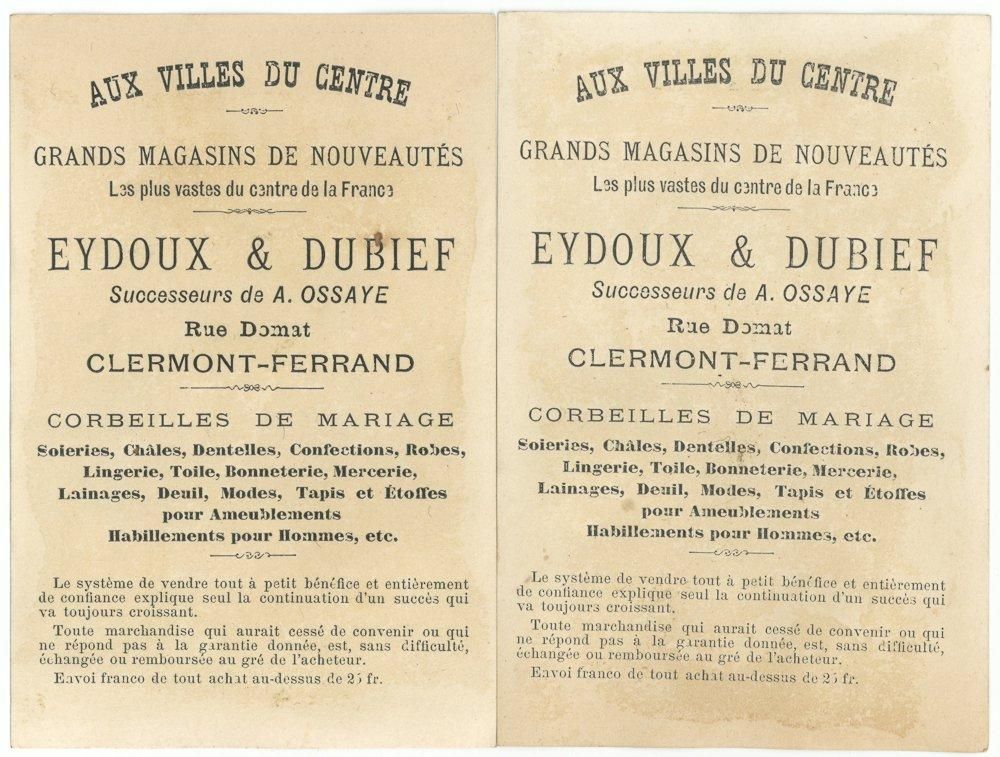 AUX VILLES DU CENTRE
GRANDS MAGASINS DE NOUVEAUTÉS
Les plus vastes du centre de la France
EYDOUX & DUBIEF
Successeurs de A. OSSAYE
Rue Domat
CLERMONT-FERRAND
CORBEILLES DE MARIAGE
Soieries, Châles, Dentelles, Confections, Robes,
Lingerie, Toile, Bonneterie, Mercerie,
Lainages, Deuil, Modes, Tapis et Étoffes
pour Ameublements
Habillements pour Hommes, etc.
Le système de vendre tout à petit bénéfice et entièrement
de confiance explique seul la continuation d'un succès qui
va toujours croissant.
Toute marchandise qui aurait cessé de convenir ou qui
ne répond pas à la garantie donnée, est, sans difficulté,
échangée ou remboursée au gré de l'acheteur.
Envoi franco de tout achat au-dessus de 25 fr.
AUX VILLES DU CENTRE
GRANDS MAGASINS DE NOUVEAUTÉS
Les plus vastes du centre de la France
EYDOUX & DUBIEF
Successeurs de A. OSSAYE
Rue Domat
CLERMONT-FERRAND
CORBEILLES DE MARIAGE
Soieries, Châles, Dentelles, Confections, Robes,
Lingerie, Toile, Bonneterie, Mercerie,
Lainages, Deuil, Modes, Tapis et Étoffes
pour Ameublements
Habillements pour Hommes, etc.
Le système de vendre tout à petit bénéfice et entièrement
de confiance explique seul la continuation d'un succès qui
va toujours croissant.
Toute marchandise qui aurait cessé de convenir ou qui
ne répond pas à la garantie donnée, est, sans difficulté,
échangée ou remboursée au gré de l'acheteur.
Envoi franco de tout achat au-dessus de 25 fr.